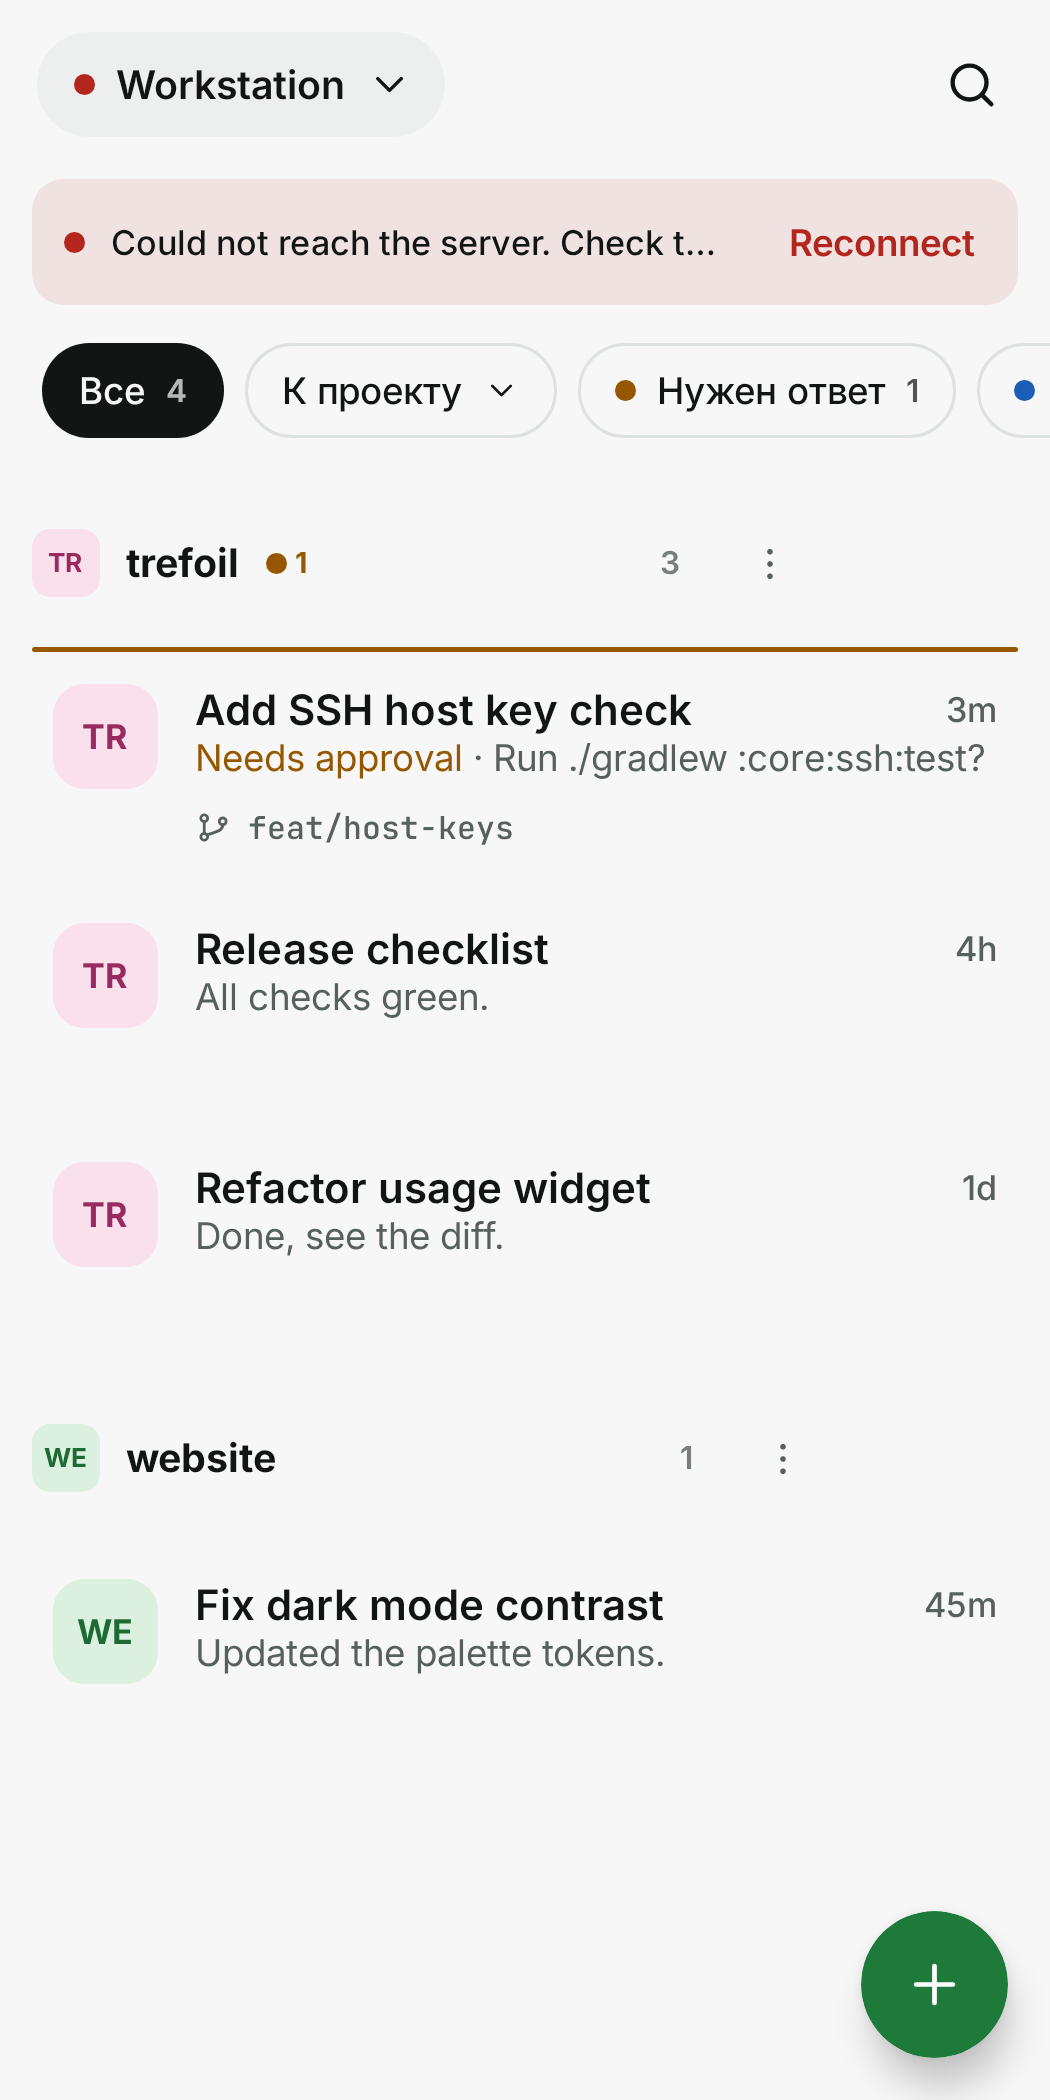 Workstation
Could not reach the server. Check t... Reconnect
Все 4 К проекту Нужен ответ 1
TR trefoil 1 3
TR Add SSH host key check 3m
Needs approval · Run ./gradlew :core:ssh:test?
feat/host-keys
TR Release checklist 4h
All checks green.
TR Refactor usage widget 1d
Done, see the diff.
WE website 1
WE Fix dark mode contrast 45m
Updated the palette tokens.